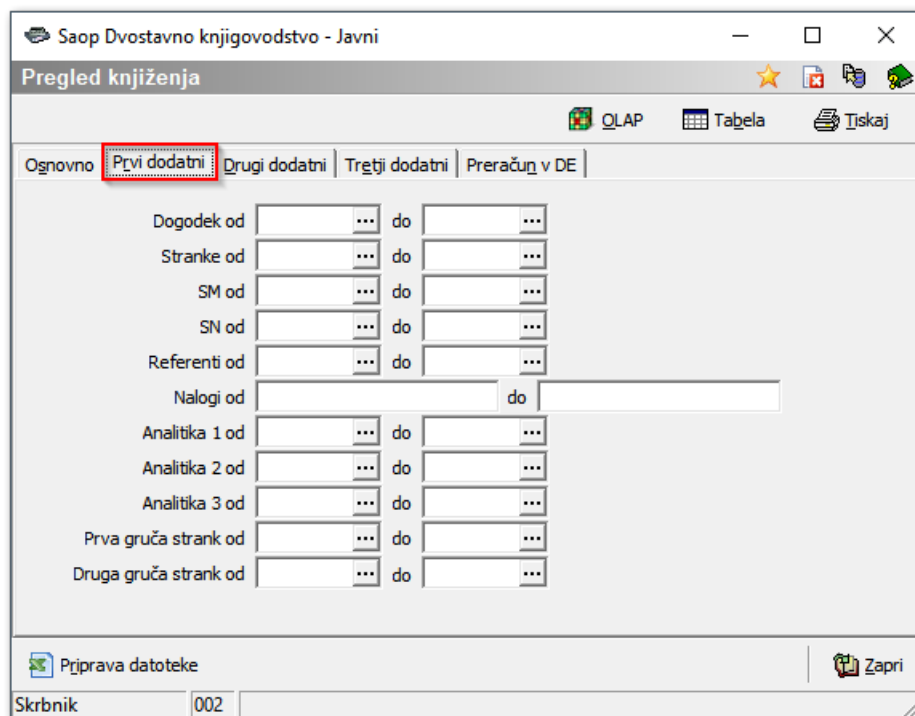 Saop Dvostavno knjigovodstvo - Javni
Pregled knjiženja
OLAP Tabela Tiskaj
Osnovno Prvi dodatni Drugi dodatni Tretji dodatni Preračun v DE
Dogodek od ... do ...
Stranke od ... do ...
SM od ... do ...
SN od ... do ...
Referenti od ... do ...
Nalogi od do
Analitika 1 od ... do ...
Analitika 2 od ... do ...
Analitika 3 od ... do ...
Prva gruča strank od ... do ...
Druga gruča strank od ... do ...
Priprava datoteke Zapri
Skrbnik 002